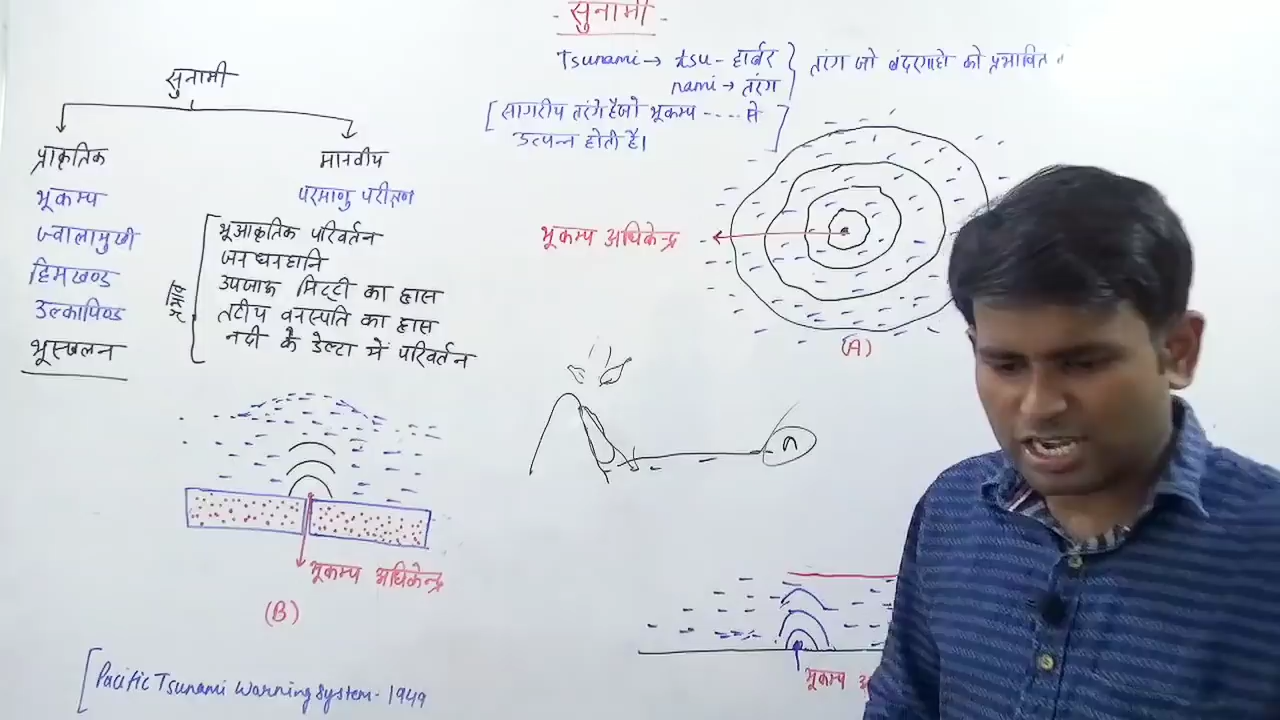 - सुनामी -
Tsunami → tsu - हार्बर
nami → तरंग
तरंग जो बंदरगाहो को प्रभावित
[सागरीय तरंगे है जो भूकम्प ---- से
उत्पन्न होती है।]
सुनामी
प्राकृतिक
भूकम्प
ज्वालामुखी
हिमखण्ड
उल्कापिण्ड
भूस्खलन
मानवीय
परमाणु परीक्षण
भूआकृतिक परिवर्तन
जन धन हानि
उपजाऊ मिट्टी का ह्रास
तटीय वनस्पति का ह्रास
नदी के डेल्टा में परिवर्तन
भूकम्प अधिकेन्द्र
(A)
n
भूकम्प अधिकेन्द्र
(B)
भूकम्प
[Pacific Tsunami Warning System - 1949